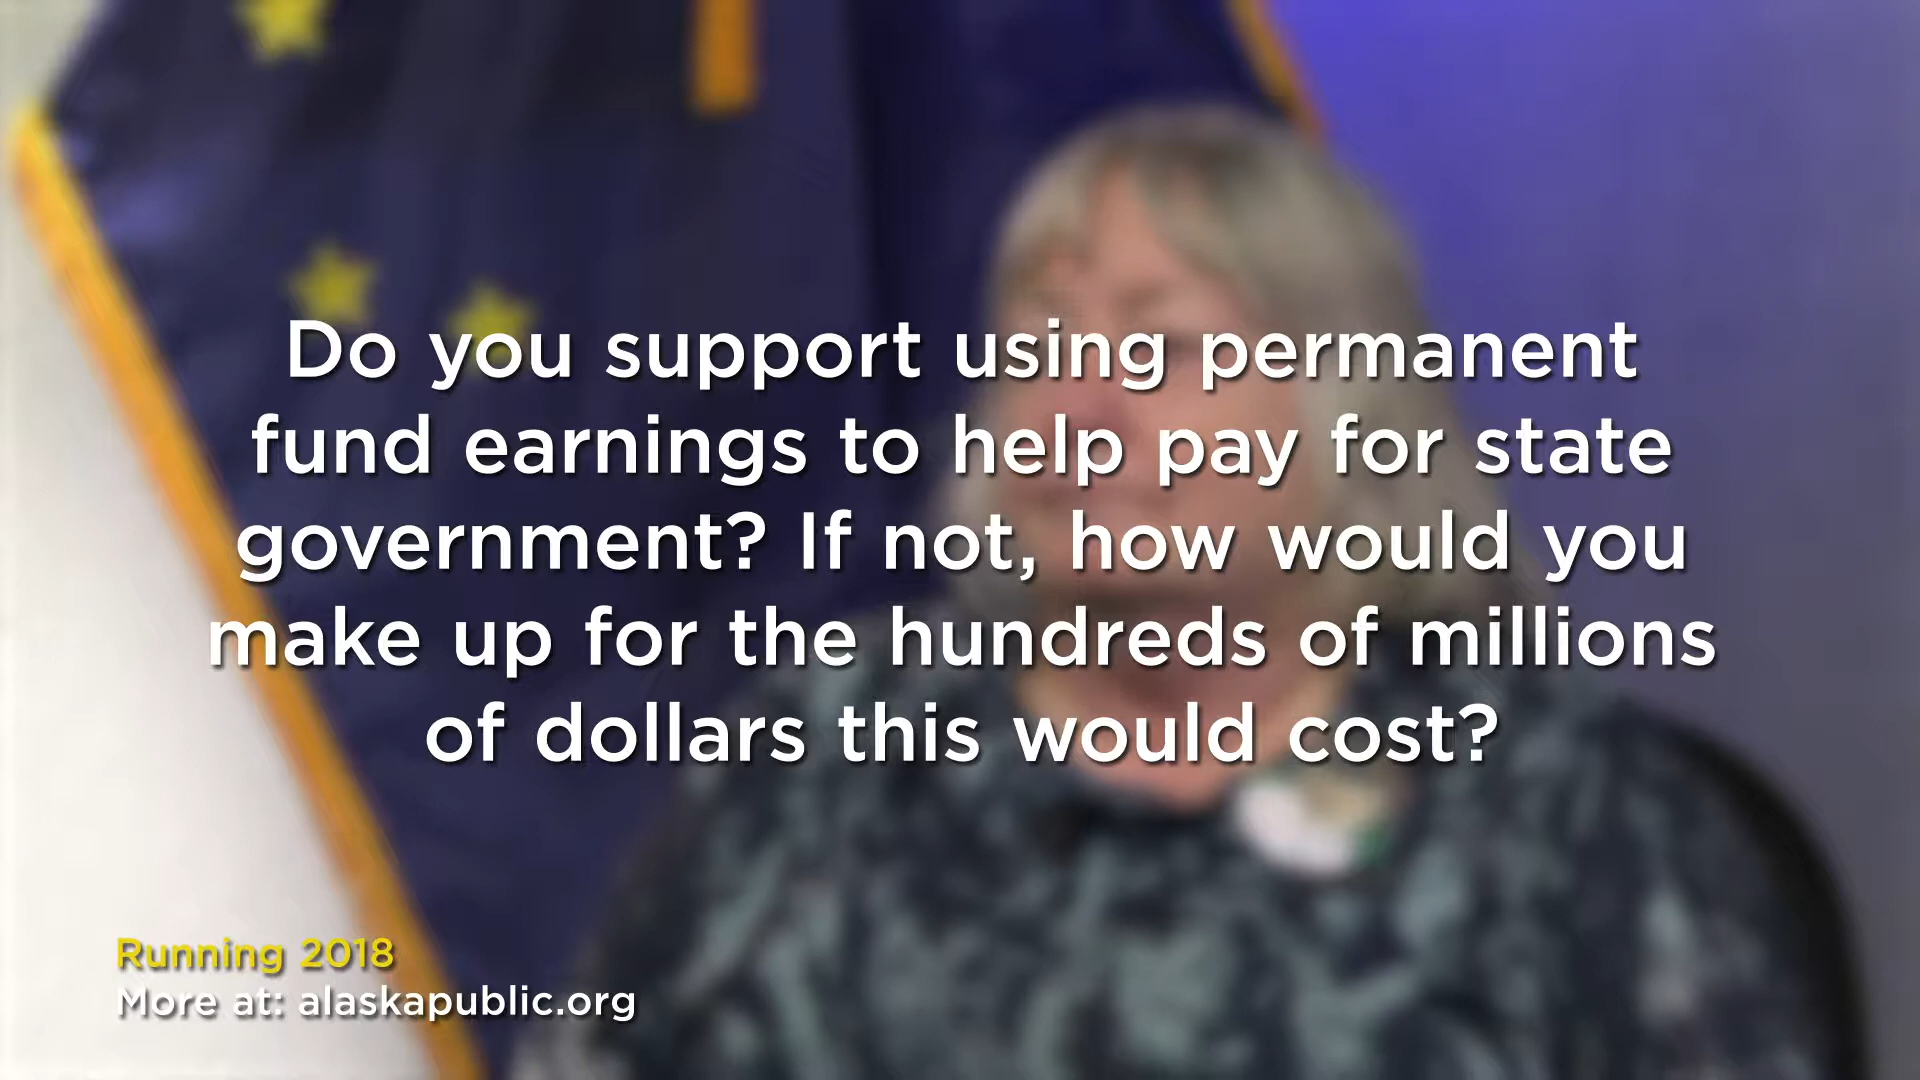 Do you support using permanent
fund earnings to help pay for state
government? If not, how would you
make up for the hundreds of millions
of dollars this would cost?
Running 2018
More at: alaskapublic.org